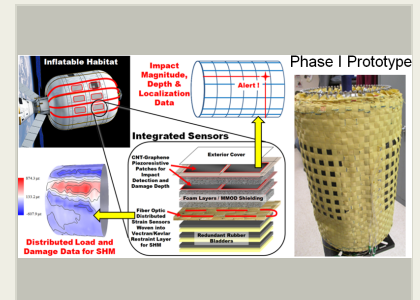 Inflatable Habitat
Impact
Magnitude,
Depth &
Localization
Data
Alert !
Phase I Prototype
Integrated Sensors
CNT-Graphene
Piezoresistive
Patches for
Impact
Detection and
Damage Depth
Exterior Cover
Foam Layers / MMOD Shielding
Fiber Optic
Distributed
Strain Sensors
Woven into
Vectran/Kevlar
Restraint Layer
for SHM
Redundant Rubber
Bladders
Distributed Load and
Damage Data for SHM